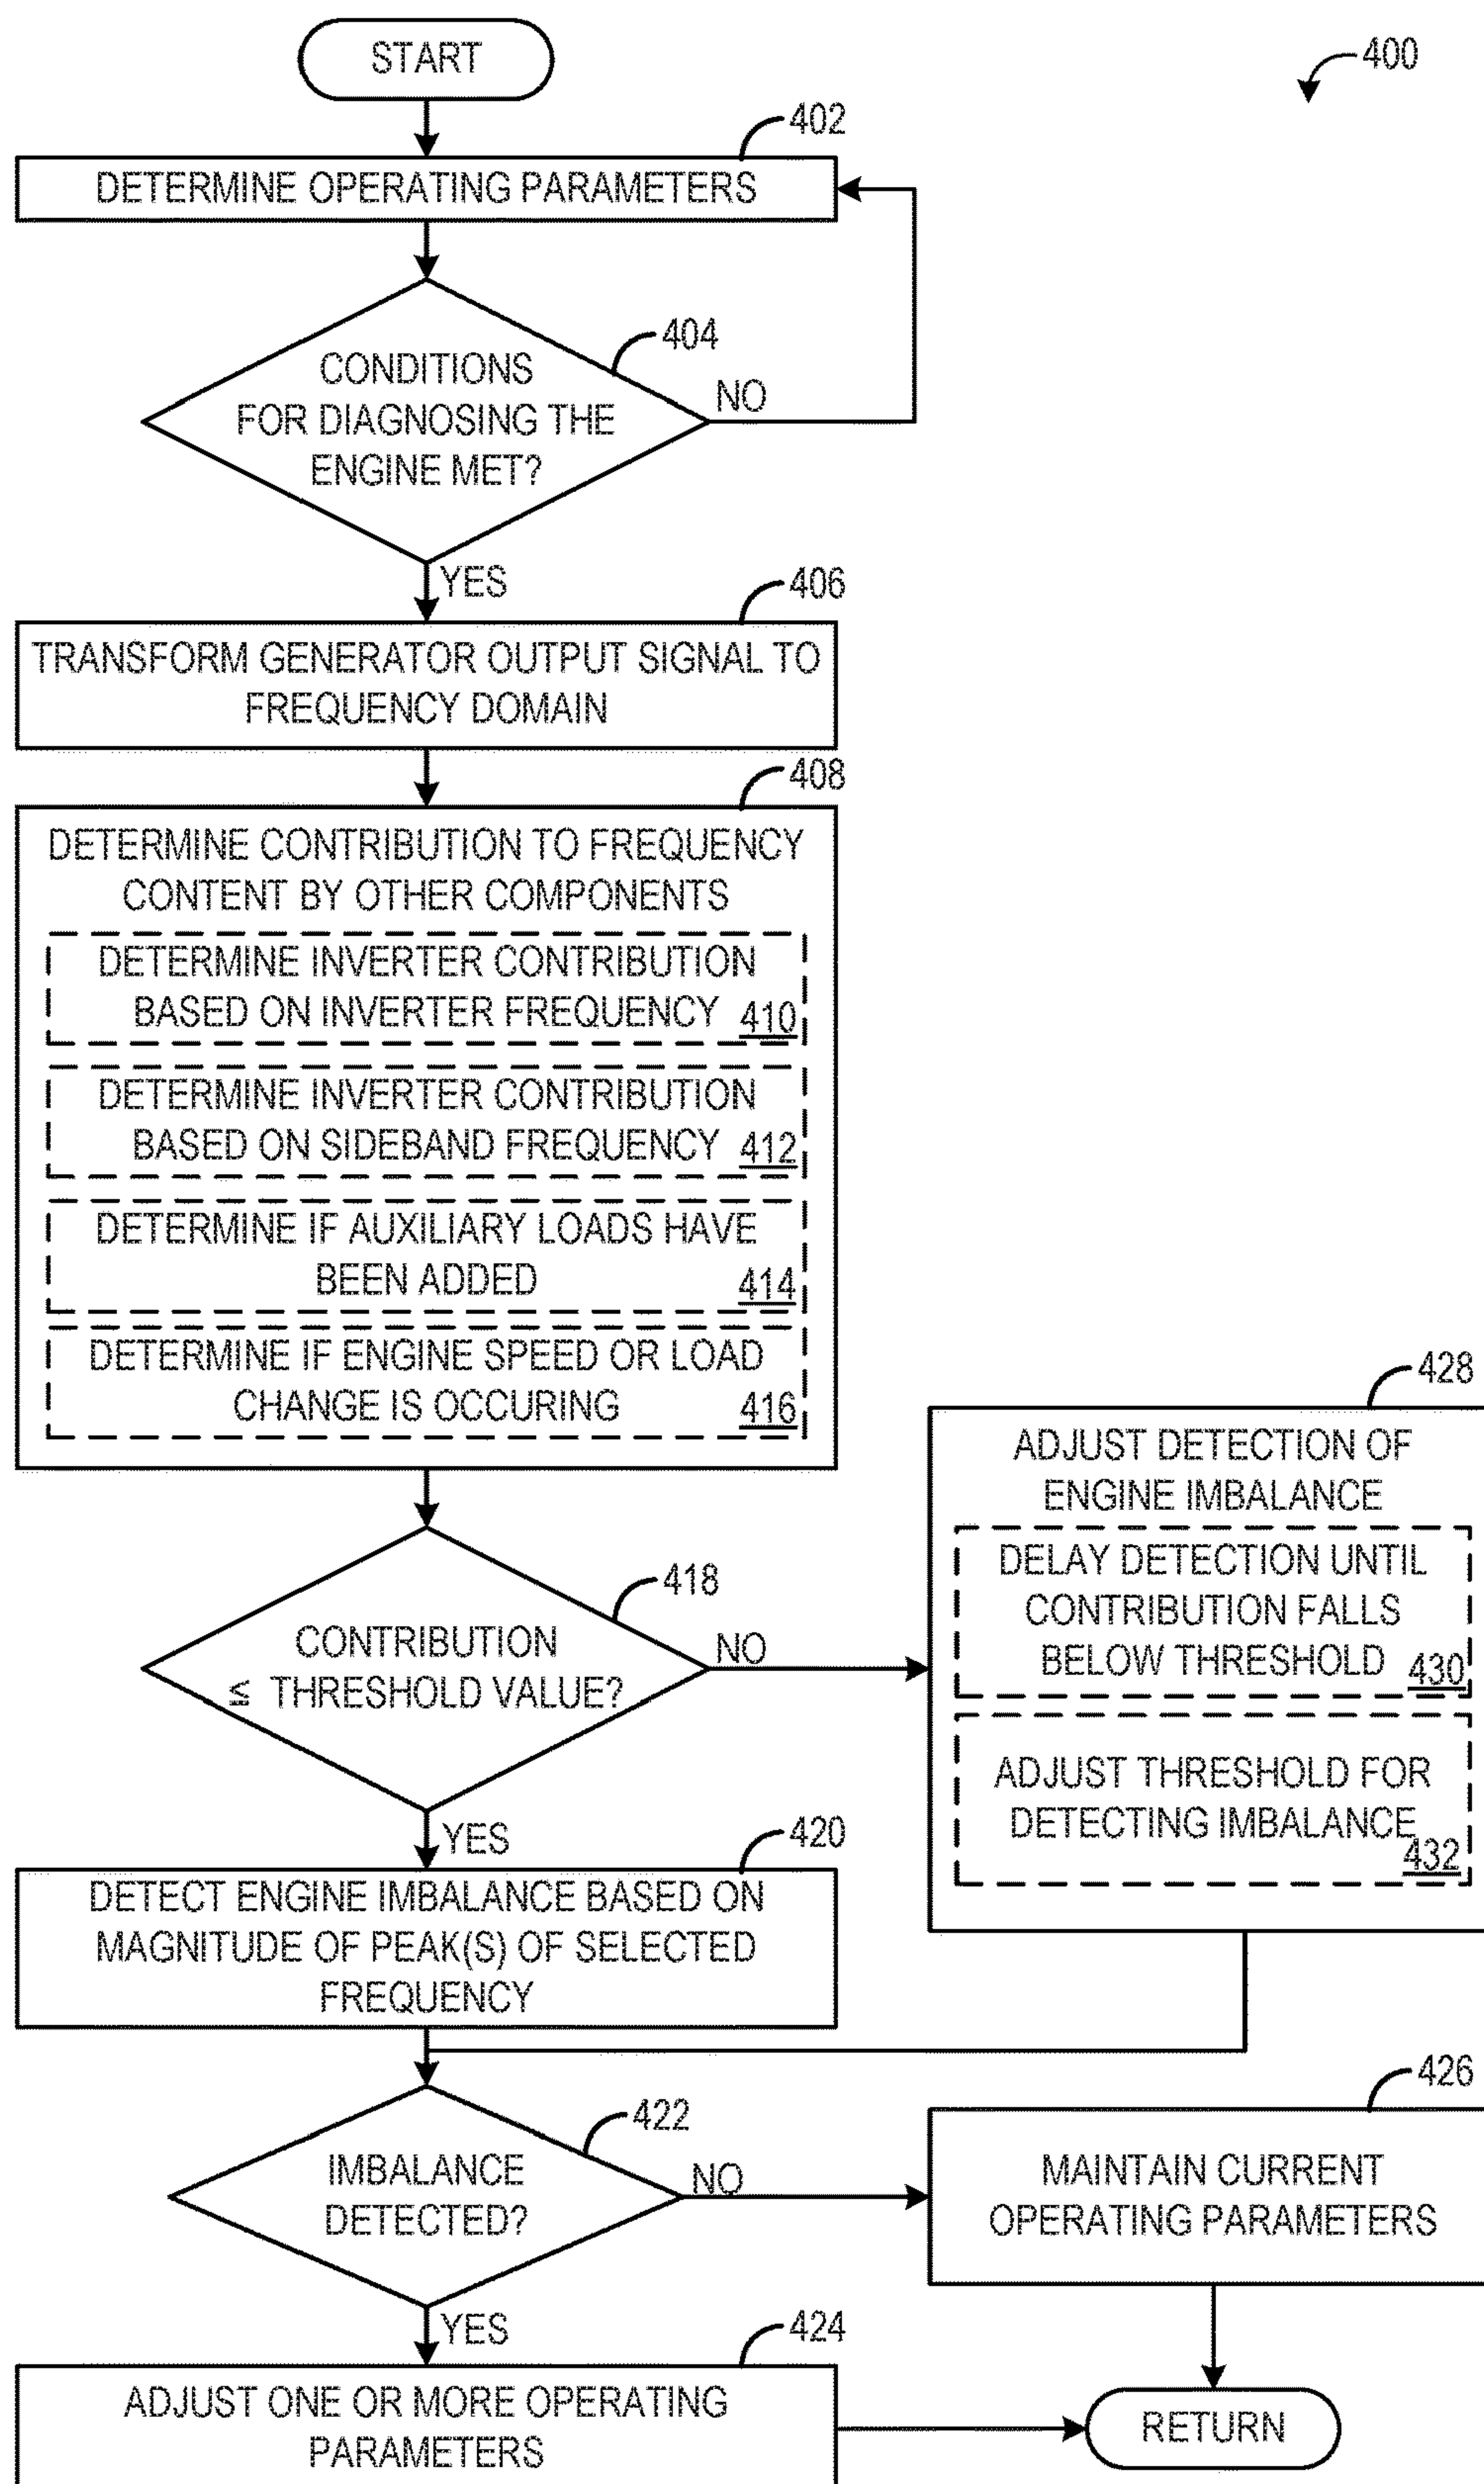 START
400
402
DETERMINE OPERATING PARAMETERS
404
CONDITIONS
FOR DIAGNOSING THE
ENGINE MET?
NO
YES
406
TRANSFORM GENERATOR OUTPUT SIGNAL TO
FREQUENCY DOMAIN
408
DETERMINE CONTRIBUTION TO FREQUENCY
CONTENT BY OTHER COMPONENTS
DETERMINE INVERTER CONTRIBUTION
BASED ON INVERTER FREQUENCY 410
DETERMINE INVERTER CONTRIBUTION
BASED ON SIDEBAND FREQUENCY 412
DETERMINE IF AUXILIARY LOADS HAVE
BEEN ADDED 414
DETERMINE IF ENGINE SPEED OR LOAD
CHANGE IS OCCURING 416
418
CONTRIBUTION
≤ THRESHOLD VALUE?
NO
YES
428
ADJUST DETECTION OF
ENGINE IMBALANCE
DELAY DETECTION UNTIL
CONTRIBUTION FALLS
BELOW THRESHOLD 430
ADJUST THRESHOLD FOR
DETECTING IMBALANCE
432
420
DETECT ENGINE IMBALANCE BASED ON
MAGNITUDE OF PEAK(S) OF SELECTED
FREQUENCY
422
IMBALANCE
DETECTED?
NO
YES
426
MAINTAIN CURRENT
OPERATING PARAMETERS
424
ADJUST ONE OR MORE OPERATING
PARAMETERS
RETURN